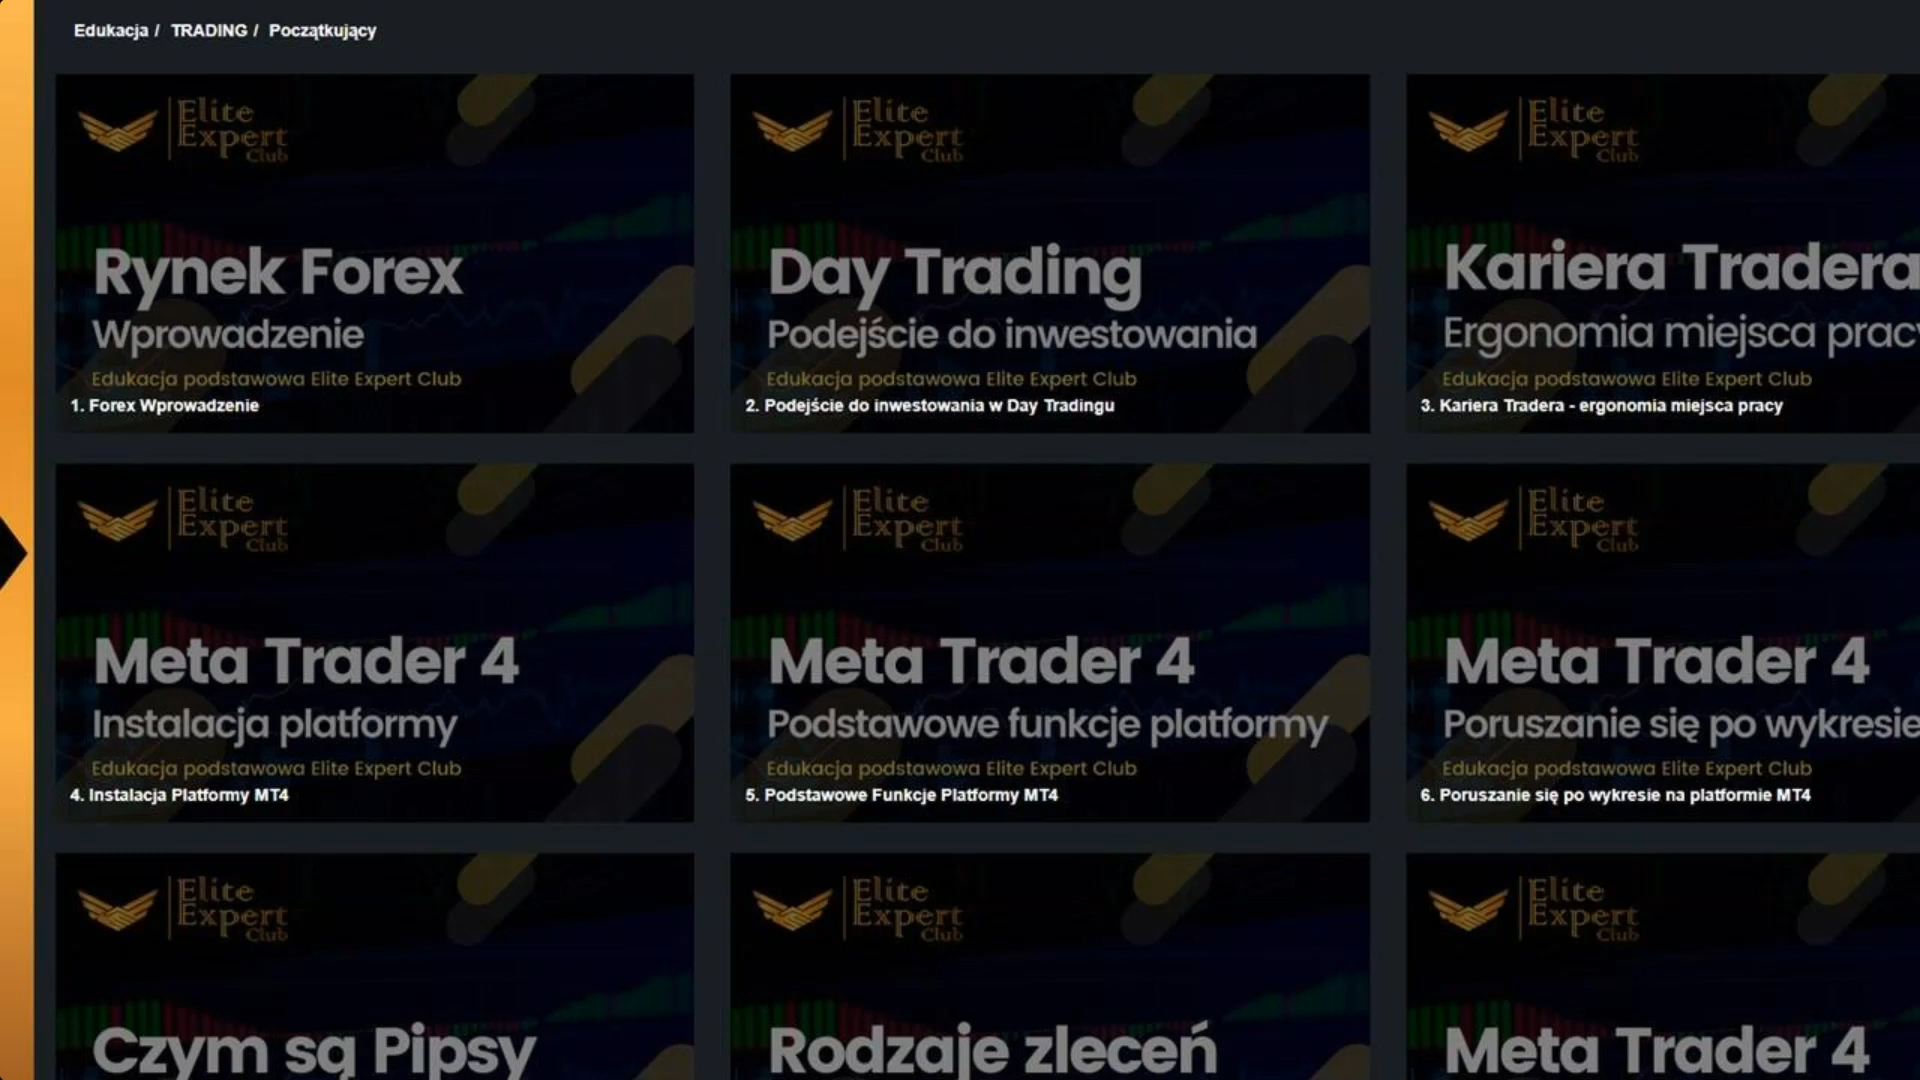 Edukacja / TRADING / Początkujący
Elite
Expert
Club
Rynek Forex
Wprowadzenie
Edukacja podstawowa Elite Expert Club
1. Forex Wprowadzenie
Elite
Expert
Club
Day Trading
Podejście do inwestowania
Edukacja podstawowa Elite Expert Club
2. Podejście do inwestowania w Day Tradingu
Elite
Expert
Club
Kariera Tradera
Ergonomia miejsca pracy
Edukacja podstawowa Elite Expert Club
3. Kariera Tradera - ergonomia miejsca pracy
Elite
Expert
Club
Meta Trader 4
Instalacja platformy
Edukacja podstawowa Elite Expert Club
4. Instalacja Platformy MT4
Elite
Expert
Club
Meta Trader 4
Podstawowe funkcje platformy
Edukacja podstawowa Elite Expert Club
5. Podstawowe Funkcje Platformy MT4
Elite
Expert
Club
Meta Trader 4
Poruszanie się po wykresie
Edukacja podstawowa Elite Expert Club
6. Poruszanie się po wykresie na platformie MT4
Elite
Expert
Club
Czym są Pipsy
Elite
Expert
Club
Rodzaje zleceń
Elite
Expert
Club
Meta Trader 4